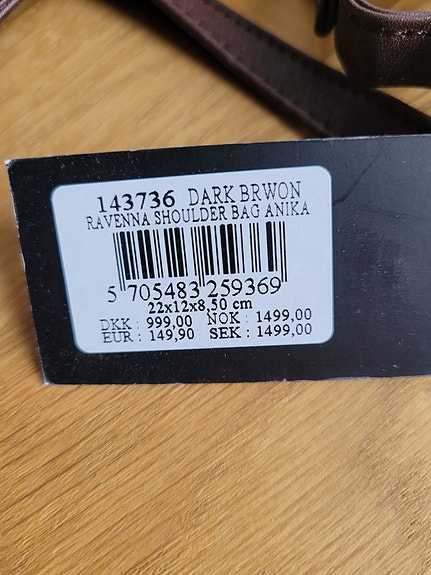 143736 DARK BRWON
RAVENNA SHOULDER BAG ANIKA
5 705483 259369
22x12x8,50 cm
DKK : 999,00 NOK : 1499,00
EUR : 149,90 SEK : 1499,00